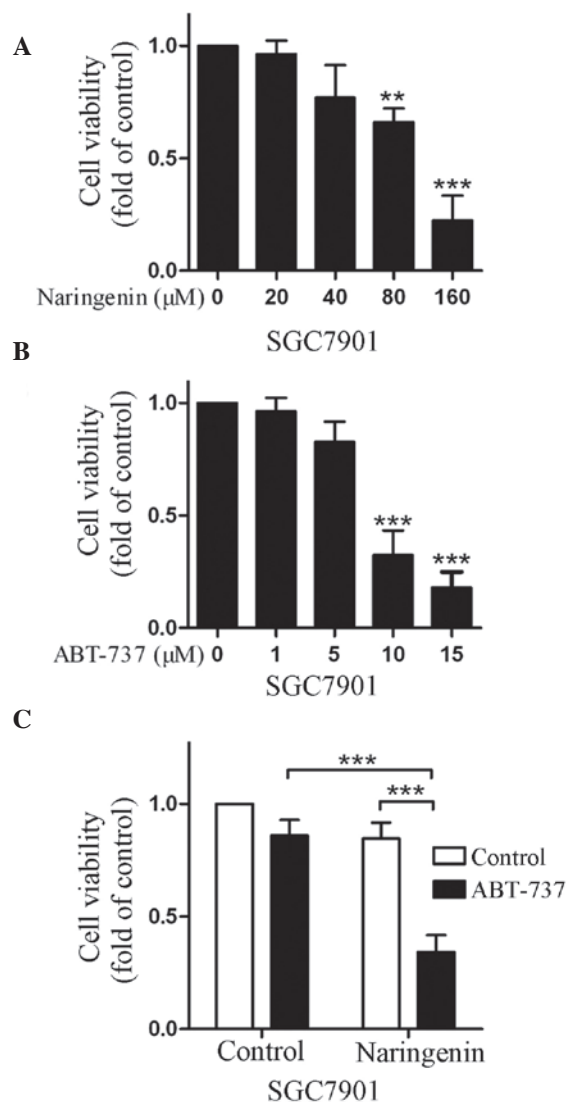 A
Cell viability
(fold of control)
1.0
0.5
0.0
**
***
Naringenin (μM) 0 20 40 80 160
SGC7901
B
Cell viability
(fold of control)
1.0
0.5
0.0
***
***
ABT-737 (μM) 0 1 5 10 15
SGC7901
C
Cell viability
(fold of control)
1.0
0.5
0.0
***
***
Control
ABT-737
Control Naringenin
SGC7901